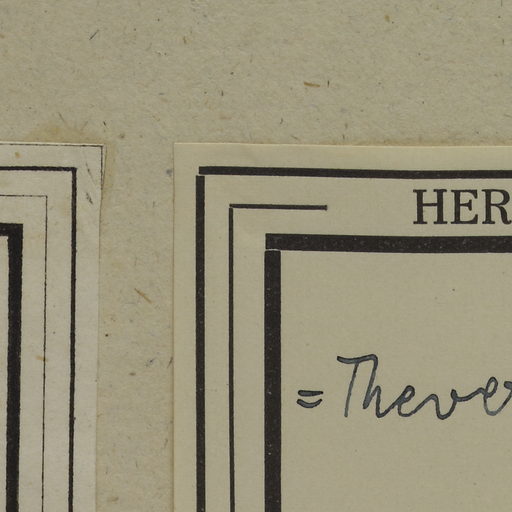 HER
= Theve